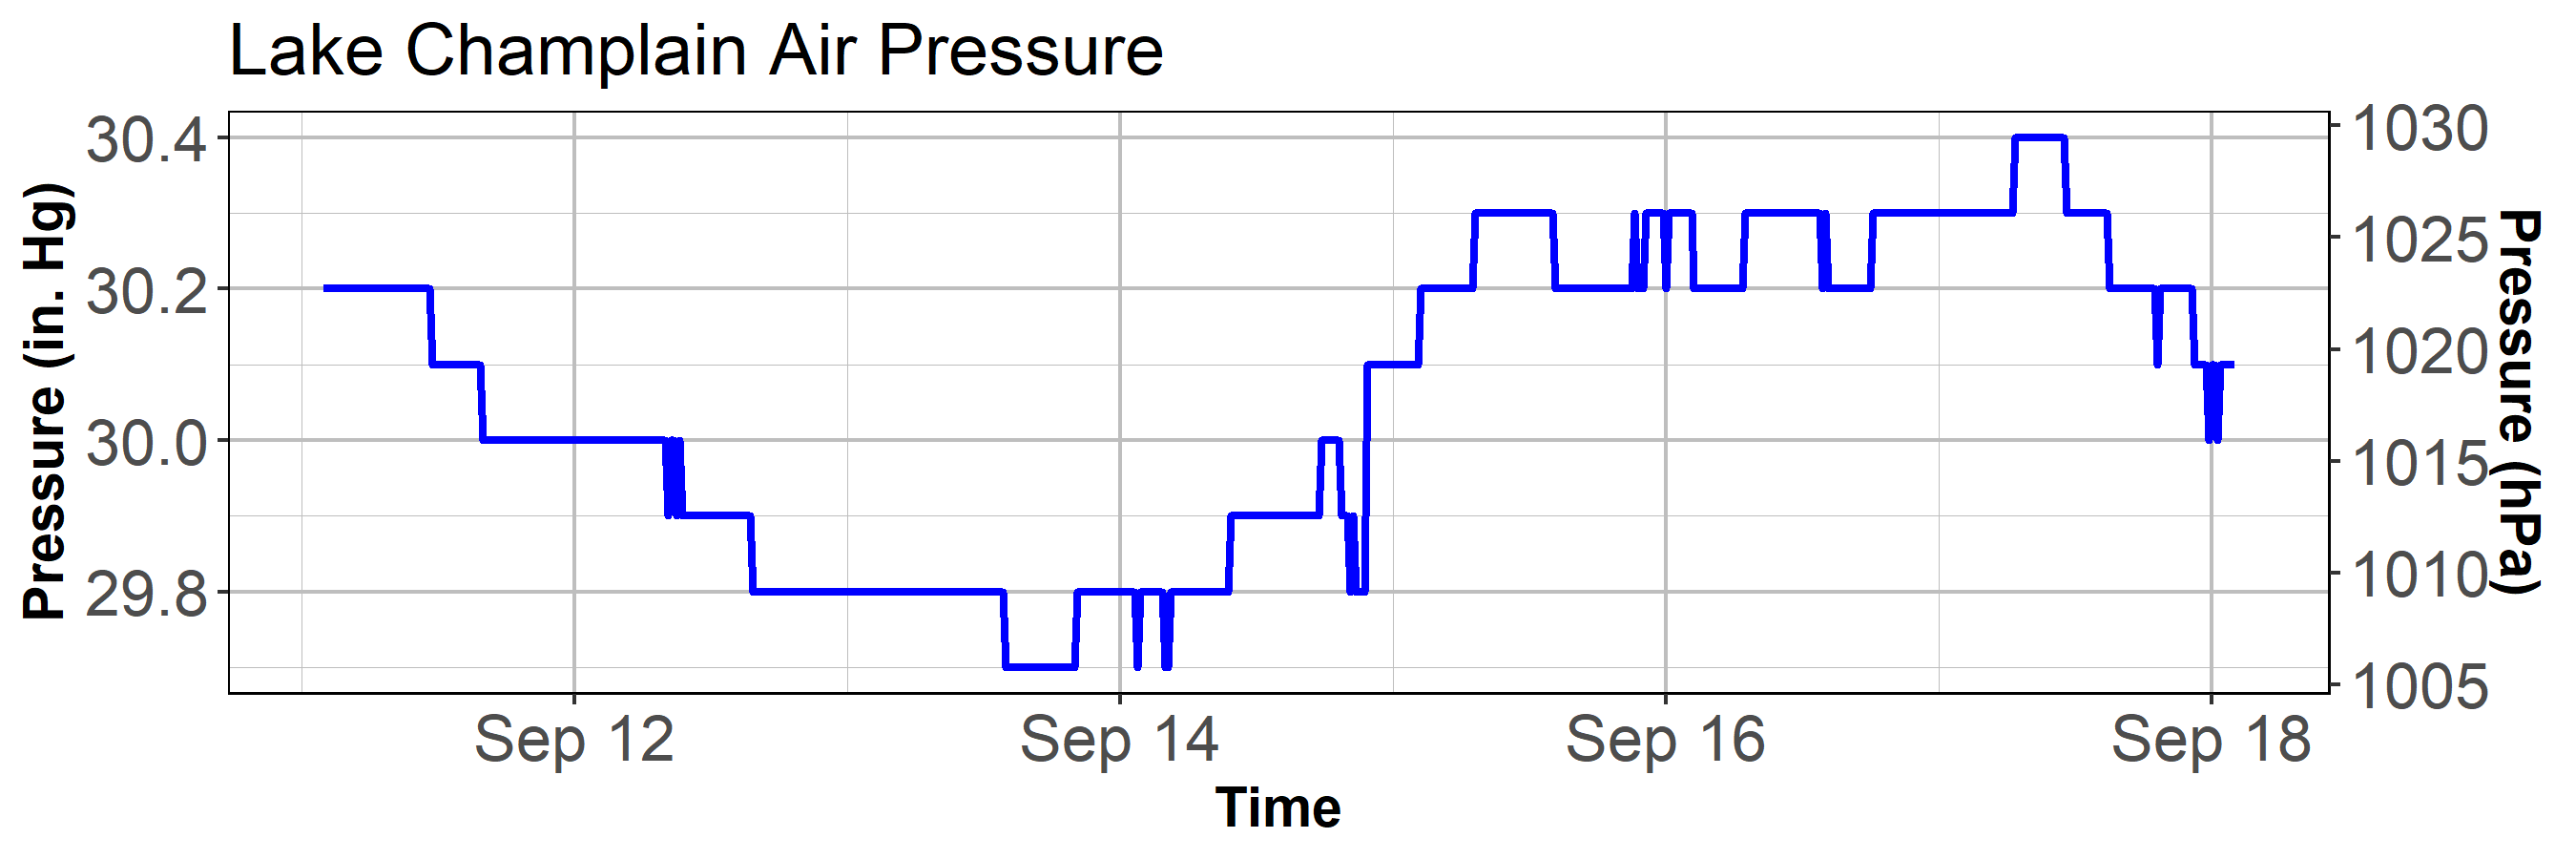 Lake Champlain Air Pressure
30.4
30.2
30.0
29.8
Pressure (in. Hg)
1030
1025
1020
1015
1010
1005
Pressure (hPa)
Sep 12 Sep 14 Sep 16 Sep 18
Time